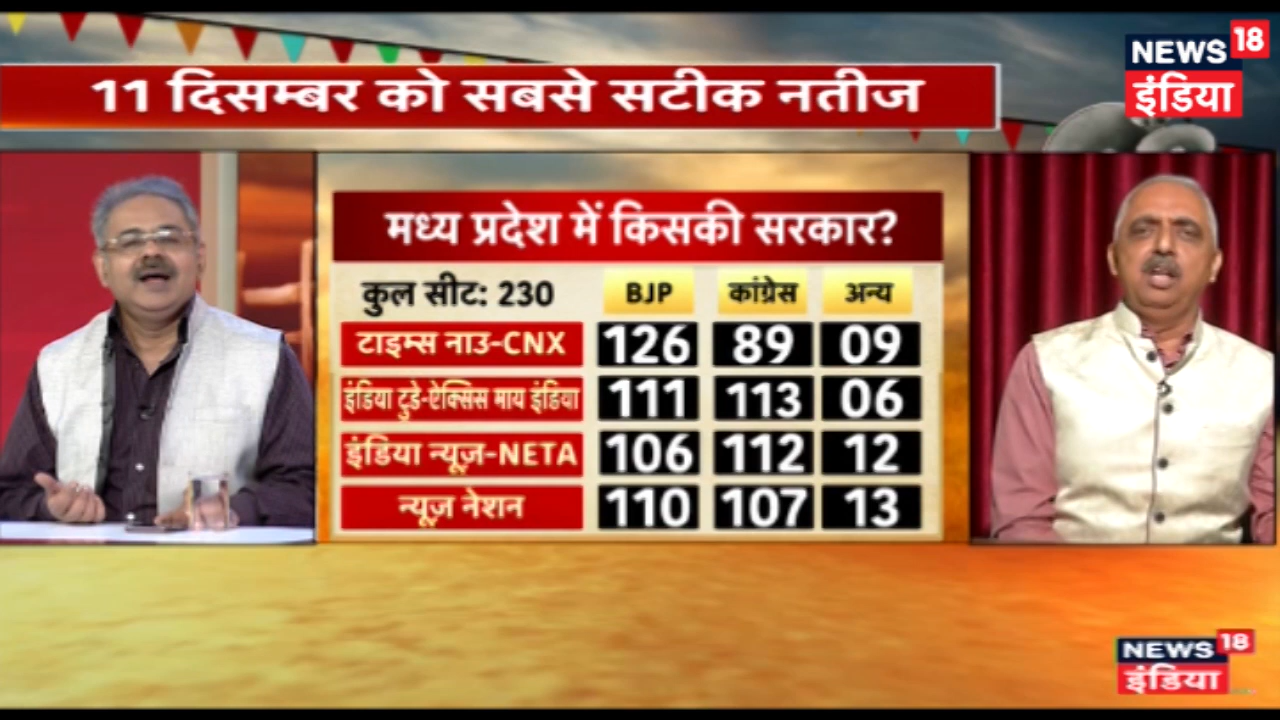 NEWS 18
इंडिया
11 दिसम्बर को सबसे सटीक नतीज
मध्य प्रदेश में किसकी सरकार?
कुल सीट: 230 BJP कांग्रेस अन्य
टाइम्स नाउ-CNX 126 89 09
इंडिया टुडे-ऐक्सिस माय इंडिया 111 113 06
इंडिया न्यूज़-NETA 106 112 12
न्यूज़ नेशन 110 107 13
NEWS 18
इंडिया